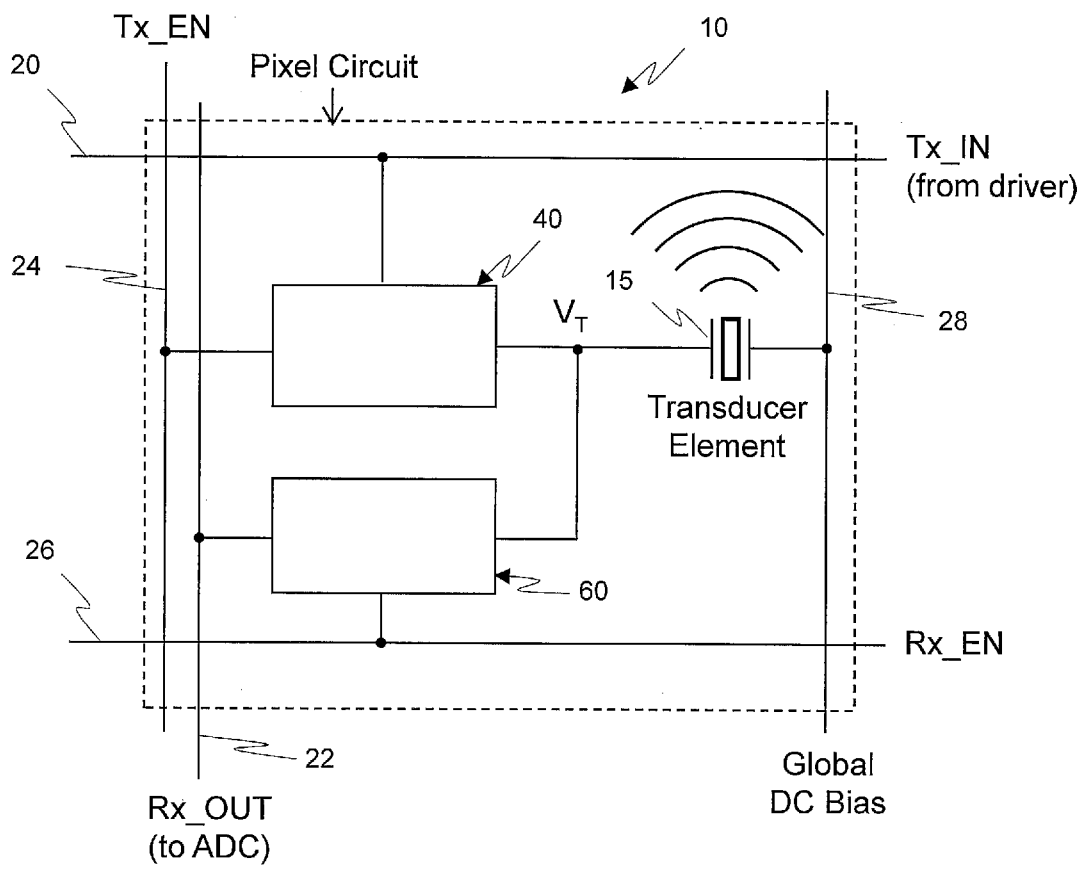 Tx_EN
10
20
Pixel Circuit
Tx_IN
(from driver)
40
24
15
V_T
28
Transducer
Element
26
60
Rx_EN
22
Global
DC Bias
Rx_OUT
(to ADC)